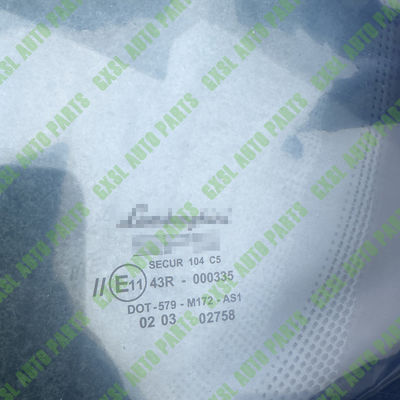 SECUR 104 C5
// E11 43R - 000335
DOT-579 - M172 - AS1
02 03 02758
GXSL AUTO PARTS